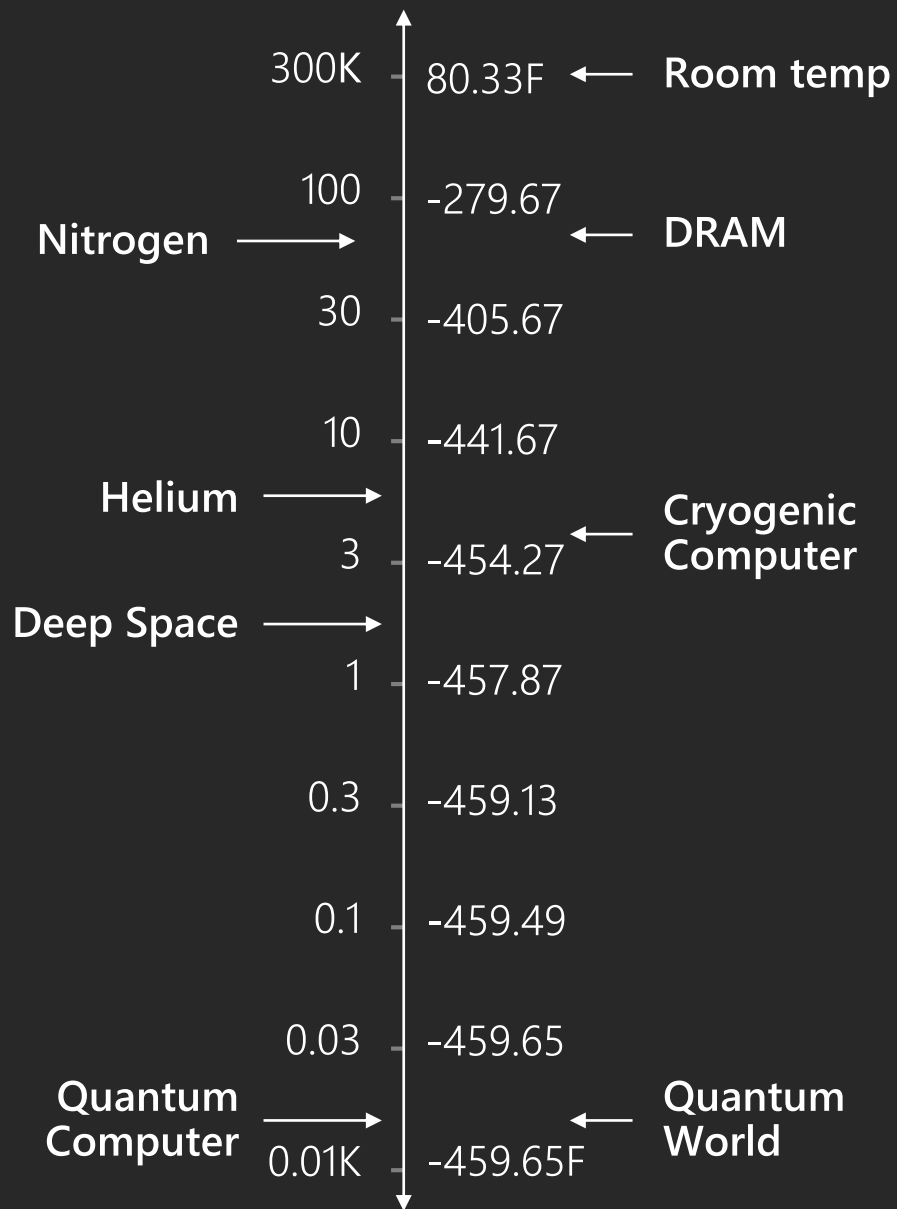 300K 80.33F Room temp
100 -279.67
Nitrogen DRAM
30 -405.67
10 -441.67
Helium
Cryogenic
Computer
3 -454.27
Deep Space
1 -457.87
0.3 -459.13
0.1 -459.49
0.03 -459.65
Quantum
Computer
Quantum
World
0.01K -459.65F